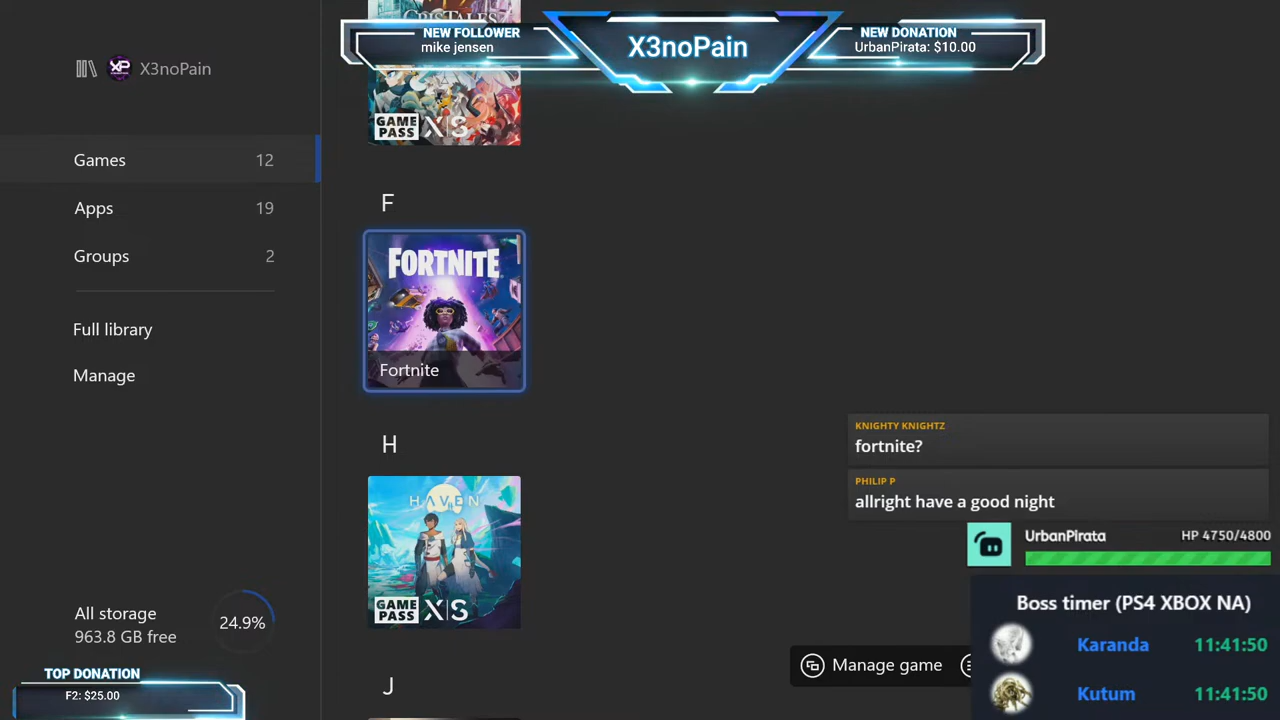 CRISTALES
NEW FOLLOWER
mike jensen
X3noPain
NEW DONATION
UrbanPirata: $10.00
XP
X3noPain
GAME PASS X|S
Games 12
Apps 19
Groups 2
Full library
Manage
F
FORTNITE
Fortnite
H
HAVEN
GAME PASS X|S
KNIGHTY KNIGHTZ
fortnite?
PHILIP P
allright have a good night
UrbanPirata HP 4750/4800
Boss timer (PS4 XBOX NA)
Karanda 11:41:50
Kutum 11:41:50
All storage
963.8 GB free
24.9%
Manage game
J
TOP DONATION
F2: $25.00